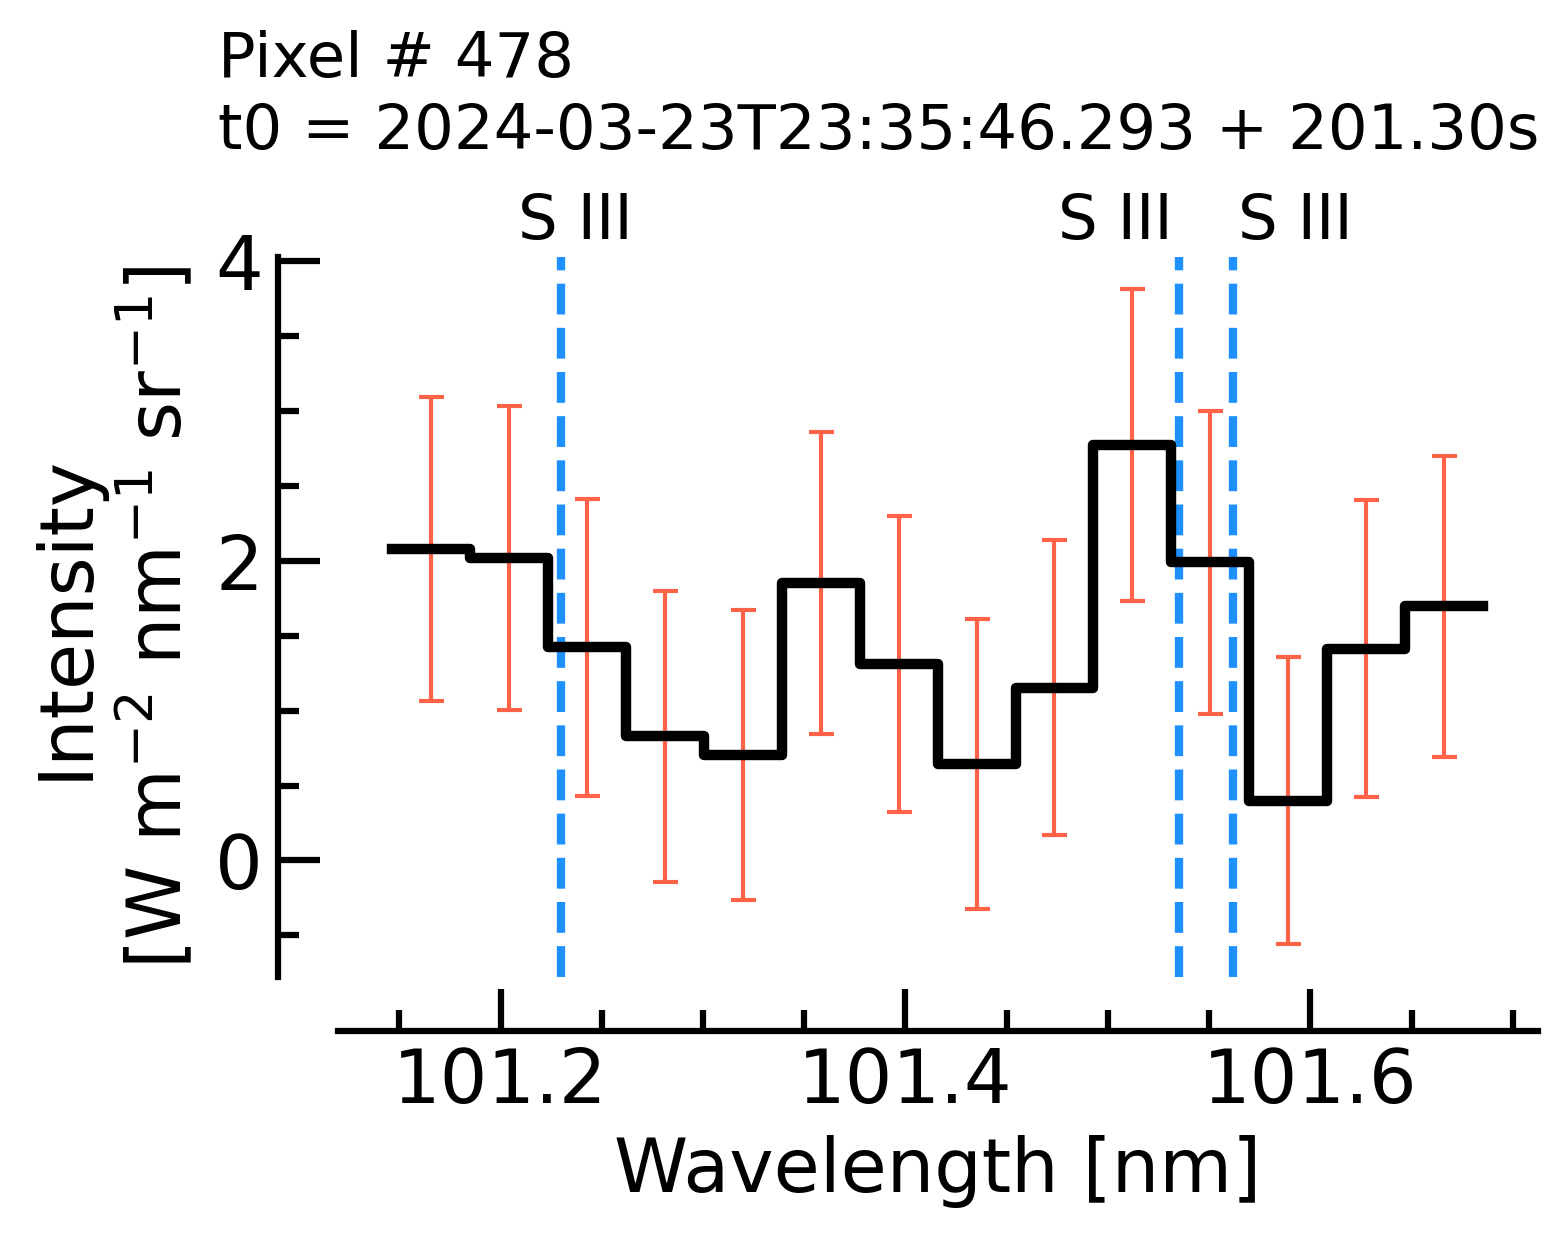 Pixel # 478
t0 = 2024-03-23T23:35:46.293 + 201.30s
S III S III S III
4
2
0
Intensity
[W m⁻² nm⁻¹ sr⁻¹]
101.2 101.4 101.6
Wavelength [nm]